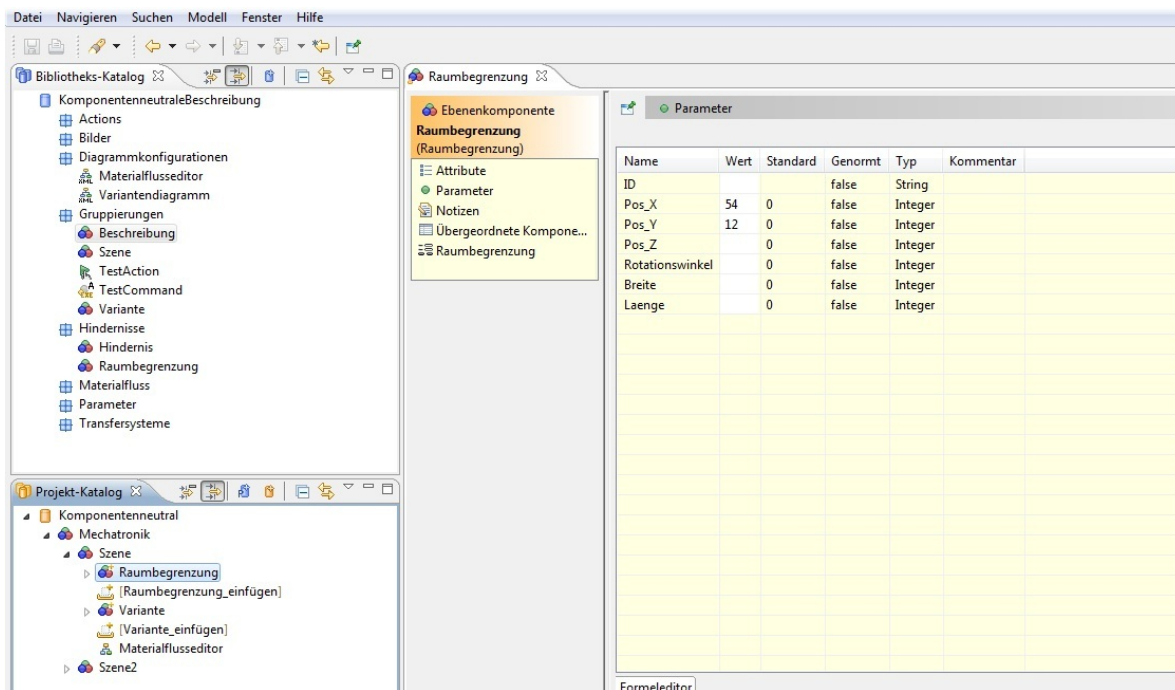 Datei Navigieren Suchen Modell Fenster Hilfe
Bibliotheks-Katalog
KomponentenneutraleBeschreibung
Actions
Bilder
Diagrammkonfigurationen
Materialflusseditor
Variantendiagramm
Gruppierungen
Beschreibung
Szene
TestAction
TestCommand
Variante
Hindernisse
Hindernis
Raumbegrenzung
Materialfluss
Parameter
Transfersysteme
Projekt-Katalog
Komponentenneutral
Mechatronik
Szene
Raumbegrenzung
[Raumbegrenzung_einfügen]
Variante
[Variante_einfügen]
Materialflusseditor
Szene2
Raumbegrenzung
Ebenenkomponente
Raumbegrenzung
(Raumbegrenzung)
Attribute
Parameter
Notizen
Übergeordnete Kompone...
Raumbegrenzung
Parameter
Name Wert Standard Genormt Typ Kommentar
ID false String
Pos_X 54 0 false Integer
Pos_Y 12 0 false Integer
Pos_Z 0 false Integer
Rotationswinkel 0 false Integer
Breite 0 false Integer
Laenge 0 false Integer
Formeleditor